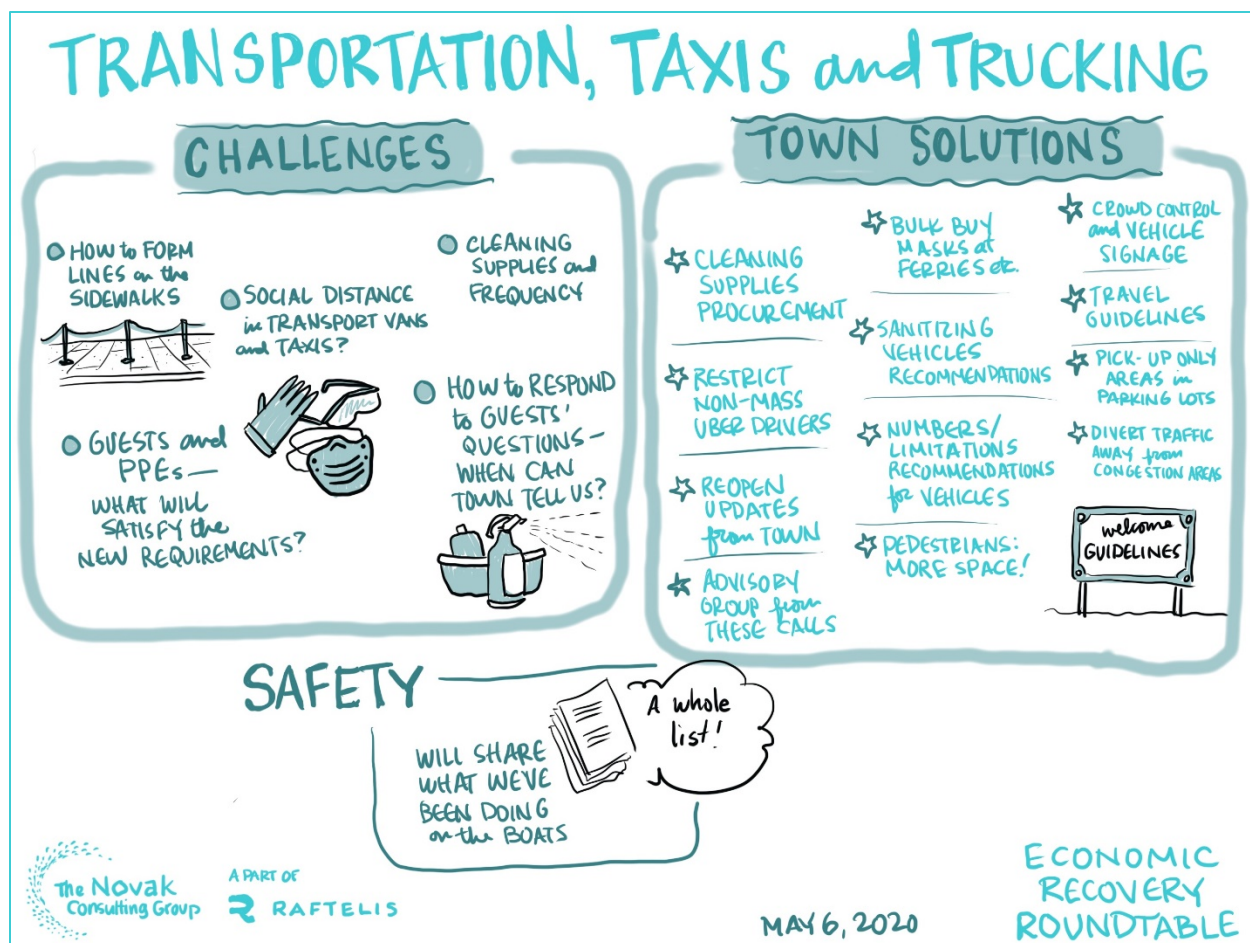 TRANSPORTATION, TAXIS and TRUCKING
CHALLENGES
HOW to FORM
LINES on the
SIDEWALKS
SOCIAL DISTANCE
in TRANSPORT VANS
and TAXIS?
CLEANING
SUPPLIES and
FREQUENCY
GUESTS and
PPEs—
WHAT WILL
SATISFY the
NEW REQUIREMENTS?
HOW to RESPOND
to GUESTS'
QUESTIONS—
WHEN CAN
TOWN TELL US?
TOWN SOLUTIONS
CLEANING
SUPPLIES
PROCUREMENT
RESTRICT
NON-MASS
UBER DRIVERS
REOPEN
UPDATES
from TOWN
ADVISORY
GROUP from
THESE CALLS
BULK BUY
MASKS at
FERRIES etc.
SANITIZING
VEHICLES
RECOMMENDATIONS
NUMBERS/
LIMITATIONS
RECOMMENDATIONS
for VEHICLES
PEDESTRIANS:
MORE SPACE!
CROWD CONTROL
and VEHICLE
SIGNAGE
TRAVEL
GUIDELINES
PICK-UP ONLY
AREAS in
PARKING LOTS
DIVERT TRAFFIC
AWAY from
CONGESTION AREAS
welcome
GUIDELINES
SAFETY
WILL SHARE
WHAT WE'VE
BEEN DOING
on the BOATS
A whole
list!
The Novak
Consulting Group
A PART OF
RAFTELIS
MAY 6, 2020
ECONOMIC
RECOVERY
ROUNDTABLE